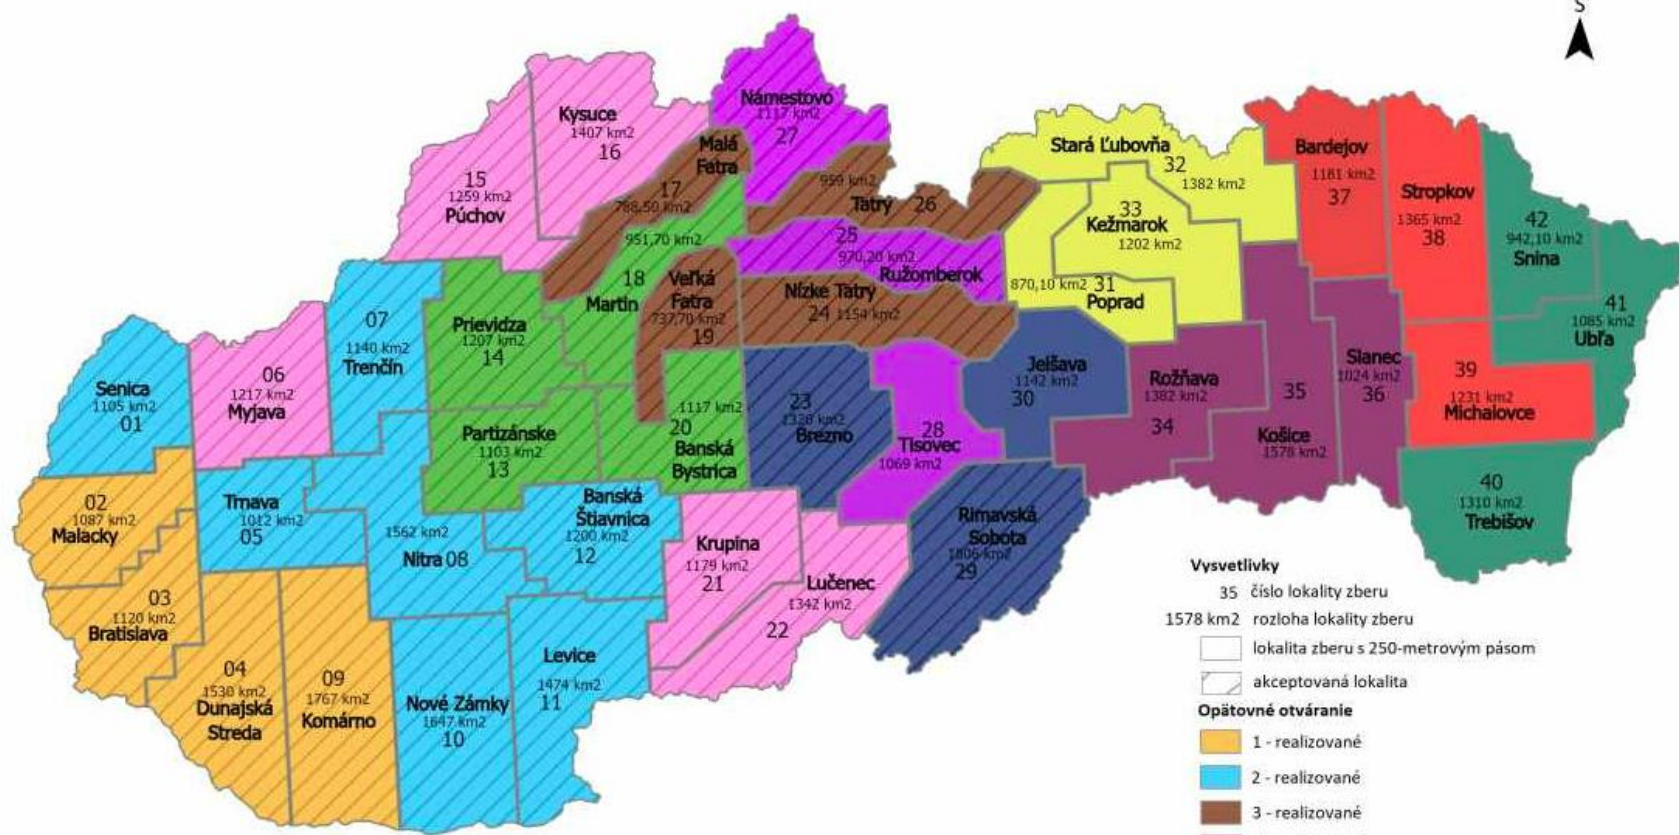 S
Kysuce
1407 km2
16
15
1259 km2
Púchov
Námestovo
1117 km2
27
Malá
Fatra
17
788,50 km2
959 km2
Tatry 26
Stará Ľubovňa
32
1382 km2
33
Kežmarok
1202 km2
870,10 km2 31
Poprad
Bardejov
1181 km2
37
Stropkov
1365 km2
38
42
942,10 km2
Snina
41
1085 km2
Ubľa
951,70 km2
18
Martin
Veľká
Fatra
737,70 km2
19
25
970,20 km2
Ružomberok
Nízke Tatry
24 1154 km2
07
1140 km2
Trenčín
Prievidza
1207 km2
14
Senica
1105 km2
01
06
1217 km2
Myjava
Partizánske
1103 km2
13
1117 km2
20
Banská
Bystrica
23
1328 km2
Brezno
28
Tisovec
1069 km2
Jelšava
1142 km2
30
Rožňava
1382 km2
34
35
Košice
1578 km2
Slanec
1024 km2
36
39
1231 km2
Michalovce
40
1310 km2
Trebišov
02
1087 km2
Malacky
Trnava
1012 km2
05
1562 km2
Nitra 08
Banská
Štiavnica
1200 km2
12
Krupina
1179 km2
21
Lučenec
1342 km2
22
Rimavská
Sobota
1806 km2
29
03
1120 km2
Bratislava
04
1530 km2
Dunajská
Streda
09
1767 km2
Komárno
Nové Zámky
1647 km2
10
Levice
1474 km2
11
Vysvetlivky
35 číslo lokality zberu
1578 km2 rozloha lokality zberu
lokalita zberu s 250-metrovým pásom
akceptovaná lokalita
Opätovné otváranie
1 - realizované
2 - realizované
3 - realizované